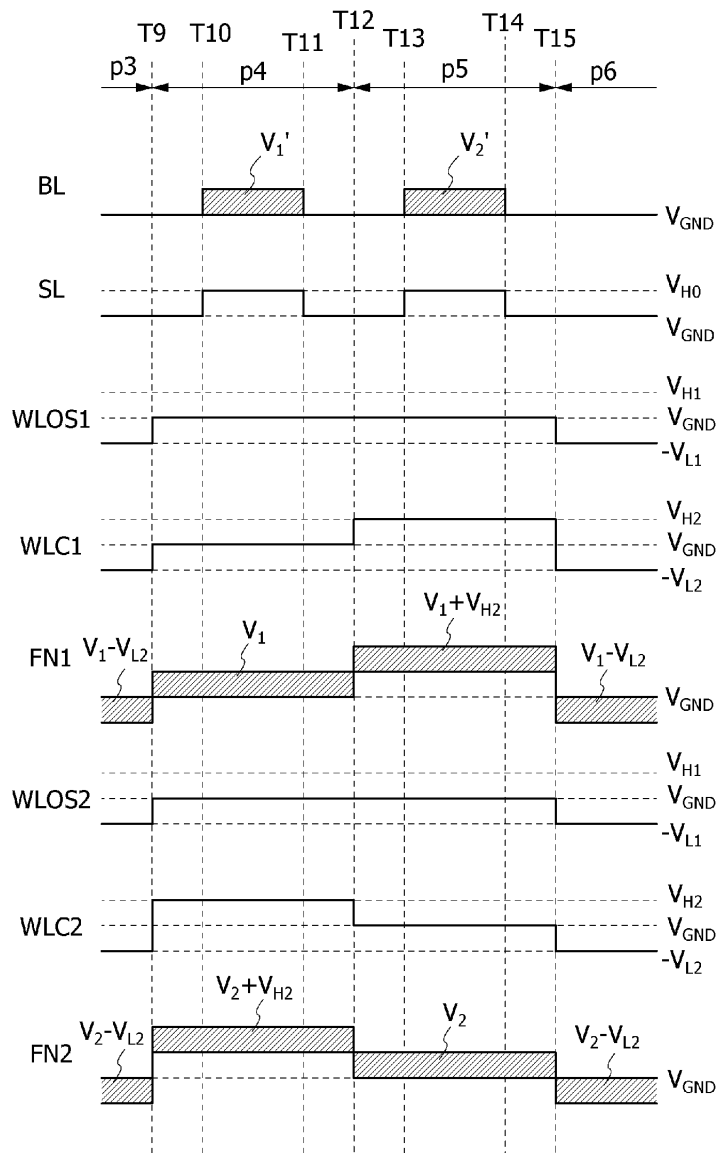 T9 T10 T11 T12 T13 T14 T15
p3 p4 p5 p6
V1' V2'
BL
VGND
SL
VH0
VGND
VH1
WLOS1
VGND
-VL1
VH2
WLC1
VGND
-VL2
V1+VH2
V1
V1-VL2
FN1
V1-VL2
VGND
VH1
WLOS2
VGND
-VL1
VH2
WLC2
VGND
-VL2
V2+VH2
V2
V2-VL2
FN2
V2-VL2
VGND